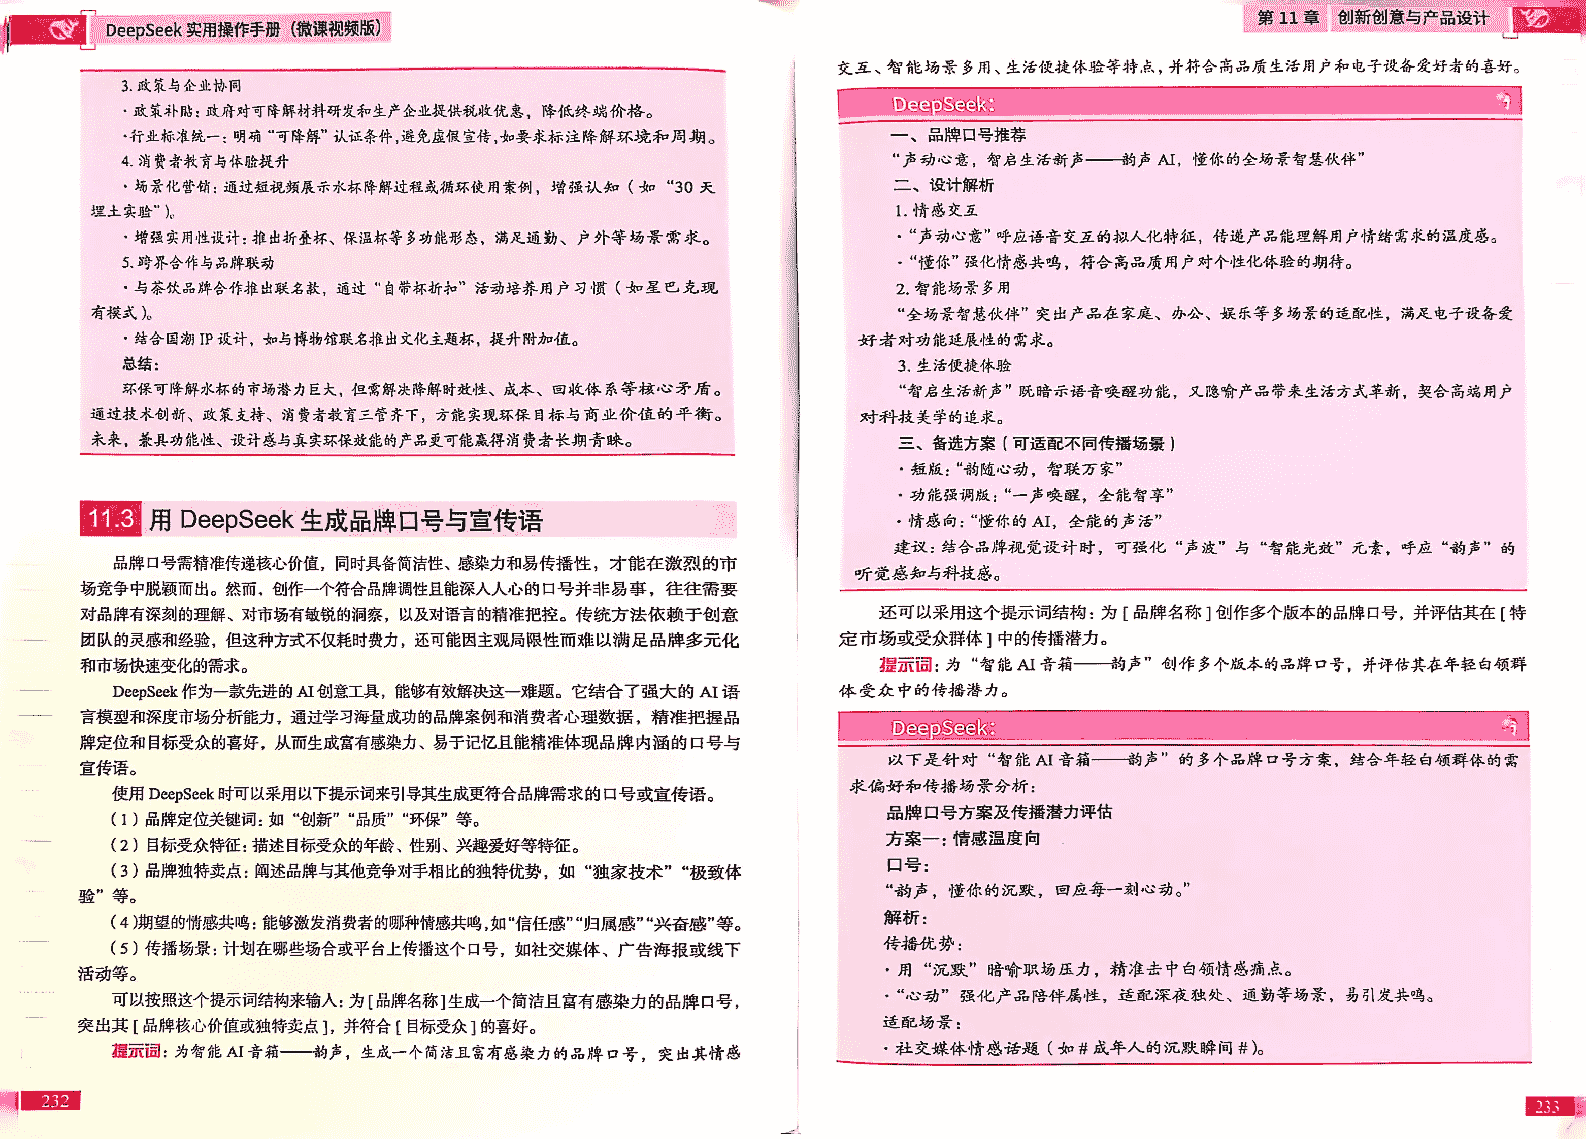 DeepSeek 实用操作手册（微课视频版）
3. 政策与企业协同
· 政策补贴：政府对可降解材料研发和生产企业提供税收优惠，降低终端价格。
·行业标准统一：明确“可降解”认证条件，避免虚假宣传，如要求标注降解环境和周期。
4. 消费者教育与体验提升
· 场景化营销：通过短视频展示水杯降解过程或循环使用案例，增强认知（如“30 天
埋土实验”）。
· 增强实用性设计：推出折叠杯、保温杯等多功能形态，满足通勤、户外等场景需求。
5. 跨界合作与品牌联动
· 与茶饮品牌合作推出联名款，通过“自带杯折扣”活动培养用户习惯（如星巴克现
有模式）。
· 结合国潮 IP 设计，如与博物馆联名推出文化主题杯，提升附加值。
总结：
环保可降解水杯的市场潜力巨大，但需解决降解时效性、成本、回收体系等核心矛盾。
通过技术创新、政策支持、消费者教育三管齐下，方能实现环保目标与商业价值的平衡。
未来，兼具功能性、设计感与真实环保效能的产品更可能赢得消费者长期青睐。
11.3 用 DeepSeek 生成品牌口号与宣传语
品牌口号需精准传递核心价值，同时具备简洁性、感染力和易传播性，才能在激烈的市
场竞争中脱颖而出。然而，创作一个符合品牌调性且能深入人心的口号并非易事，往往需要
对品牌有深刻的理解、对市场有敏锐的洞察，以及对语言的精准把控。传统方法依赖于创意
团队的灵感和经验，但这种方式不仅耗时费力，还可能因主观局限性而难以满足品牌多元化
和市场快速变化的需求。
DeepSeek 作为一款先进的 AI 创意工具，能够有效解决这一难题。它结合了强大的 AI 语
言模型和深度市场分析能力，通过学习海量成功的品牌案例和消费者心理数据，精准把握品
牌定位和目标受众的喜好，从而生成富有感染力、易于记忆且能精准体现品牌内涵的口号与
宣传语。
使用 DeepSeek 时可以采用以下提示词来引导其生成更符合品牌需求的口号或宣传语。
（1）品牌定位关键词：如“创新”“品质”“环保”等。
（2）目标受众特征：描述目标受众的年龄、性别、兴趣爱好等特征。
（3）品牌独特卖点：阐述品牌与其他竞争对手相比的独特优势，如“独家技术”“极致体
验”等。
（4）期望的情感共鸣：能够激发消费者的哪种情感共鸣，如“信任感”“归属感”“兴奋感”等。
（5）传播场景：计划在哪些场合或平台上传播这个口号，如社交媒体、广告海报或线下
活动等。
可以按照这个提示词结构来输入：为 [ 品牌名称 ] 生成一个简洁且富有感染力的品牌口号，
突出其 [ 品牌核心价值或独特卖点 ]，并符合 [ 目标受众 ] 的喜好。
提示词：为智能 AI 音箱——韵声，生成一个简洁且富有感染力的品牌口号，突出其情感
232
第 11 章 创新创意与产品设计
交互、智能场景多用、生活便捷体验等特点，并符合高品质生活用户和电子设备爱好者的喜好。
DeepSeek：
一、品牌口号推荐
“声动心意，智启生活新声——韵声 AI，懂你的全场景智慧伙伴”
二、设计解析
1. 情感交互
· “声动心意”呼应语音交互的拟人化特征，传递产品能理解用户情绪需求的温度感。
· “懂你”强化情感共鸣，符合高品质用户对个性化体验的期待。
2. 智能场景多用
“全场景智慧伙伴”突出产品在家庭、办公、娱乐等多场景的适配性，满足电子设备爱
好者对功能延展性的需求。
3. 生活便捷体验
“智启生活新声”既暗示语音唤醒功能，又隐喻产品带来生活方式革新，契合高端用户
对科技美学的追求。
三、备选方案（可适配不同传播场景）
· 短版：“韵随心动，智联万家”
· 功能强调版：“一声唤醒，全能智享”
· 情感向：“懂你的 AI，全能的声活”
建议：结合品牌视觉设计时，可强化“声波”与“智能光效”元素，呼应“韵声”的
听觉感知与科技感。
还可以采用这个提示词结构：为 [ 品牌名称 ] 创作多个版本的品牌口号，并评估其在 [ 特
定市场或受众群体 ] 中的传播潜力。
提示词：为“智能 AI 音箱——韵声”创作多个版本的品牌口号，并评估其在年轻白领群
体受众中的传播潜力。
DeepSeek：
以下是针对“智能 AI 音箱——韵声”的多个品牌口号方案，结合年轻白领群体的需
求偏好和传播场景分析：
品牌口号方案及传播潜力评估
方案一：情感温度向
口号：
“韵声，懂你的沉默，回应每一刻心动。”
解析：
传播优势：
· 用“沉默”暗喻职场压力，精准击中白领情感痛点。
· “心动”强化产品陪伴属性，适配深夜独处、通勤等场景，易引发共鸣。
适配场景：
· 社交媒体情感话题（如 # 成年人的沉默瞬间 #）。
233